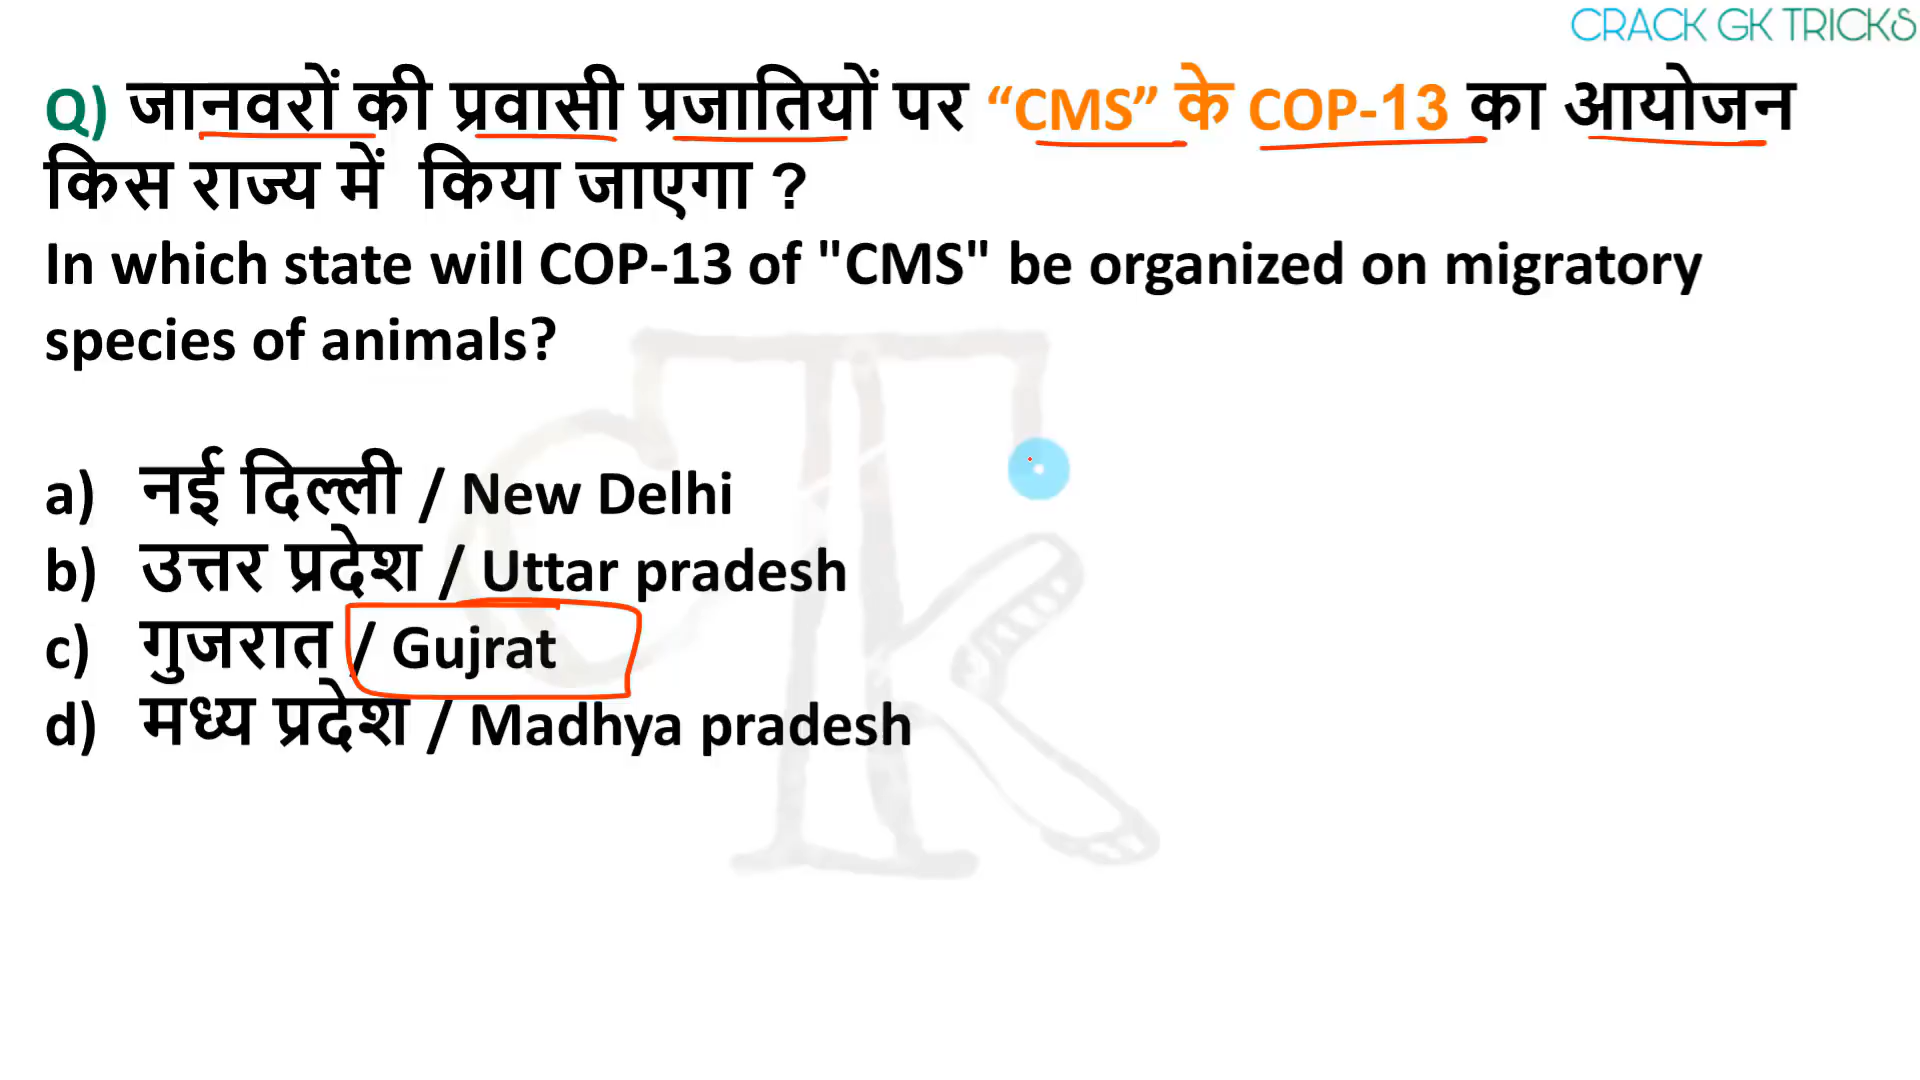 CRACK GK TRICKS
Q) जानवरों की प्रवासी प्रजातियों पर “CMS” के COP-13 का आयोजन
किस राज्य में किया जाएगा ?
In which state will COP-13 of "CMS" be organized on migratory
species of animals?
a) नई दिल्ली / New Delhi
b) उत्तर प्रदेश / Uttar pradesh
c) गुजरात / Gujrat
d) मध्य प्रदेश / Madhya pradesh